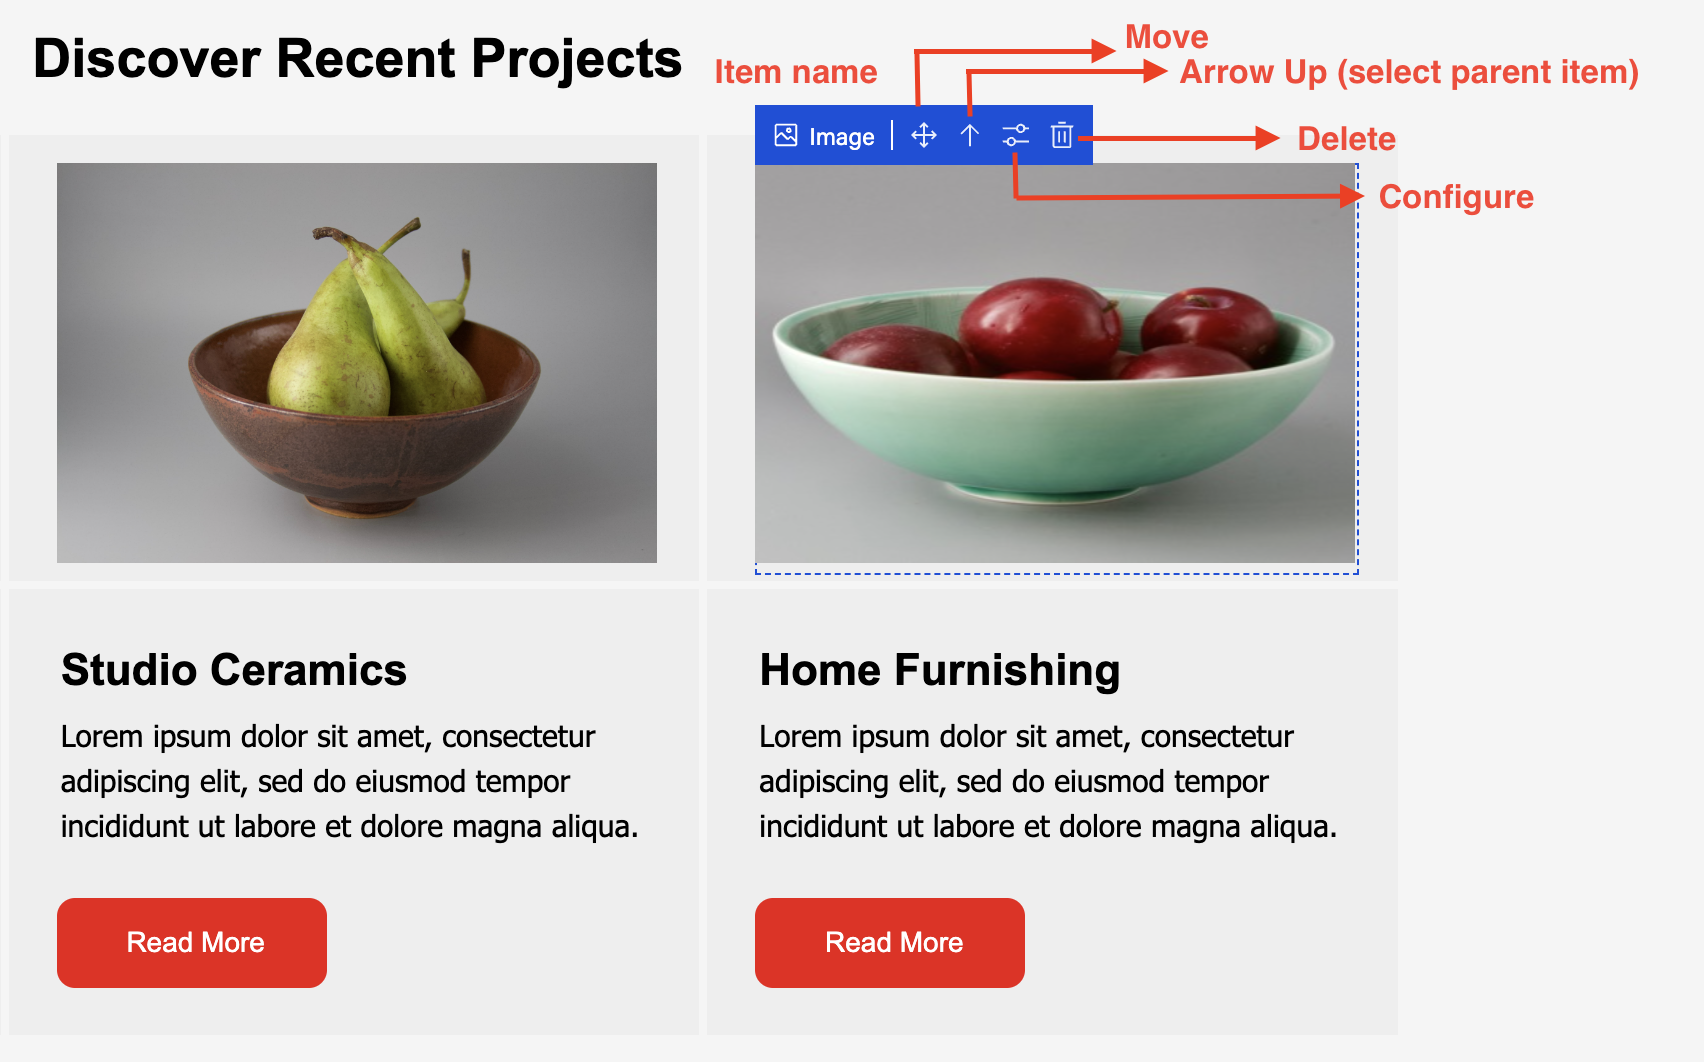 Discover Recent Projects
Item name
Move
Arrow Up (select parent item)
Image
Delete
Configure
Studio Ceramics
Lorem ipsum dolor sit amet, consectetur
adipiscing elit, sed do eiusmod tempor
incididunt ut labore et dolore magna aliqua.
Read More
Home Furnishing
Lorem ipsum dolor sit amet, consectetur
adipiscing elit, sed do eiusmod tempor
incididunt ut labore et dolore magna aliqua.
Read More